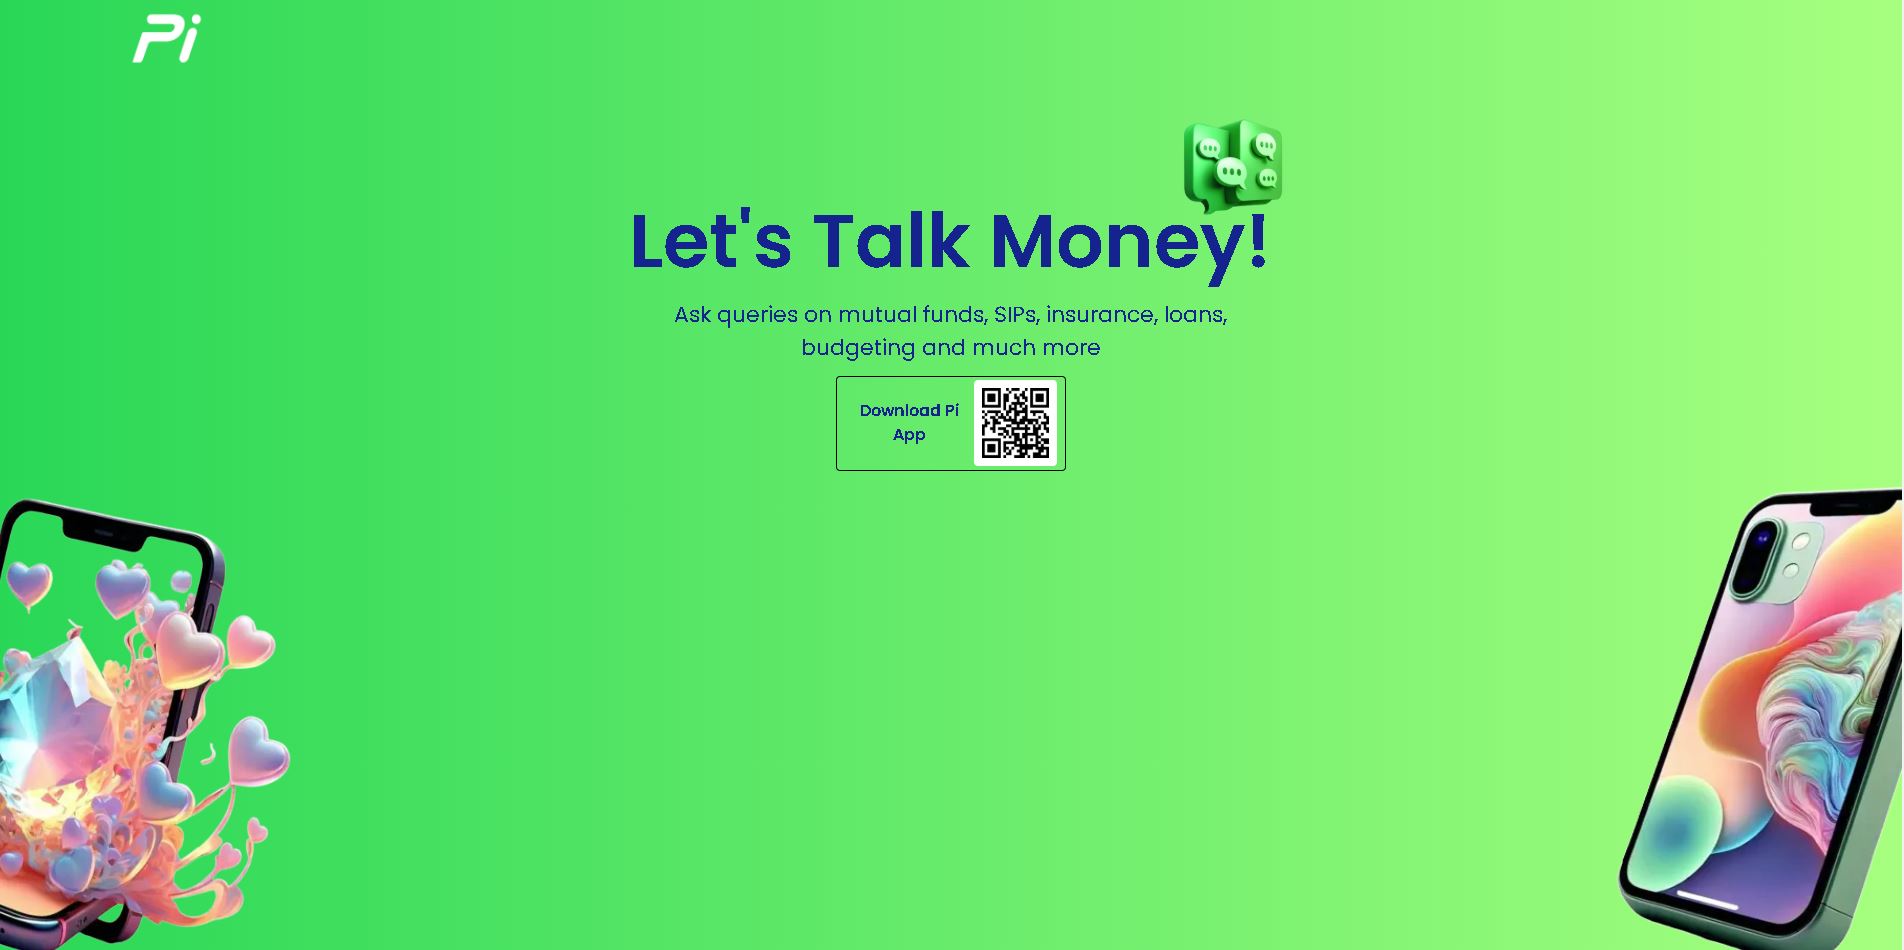 Pi
Let's Talk Money!
Ask queries on mutual funds, SIPs, insurance, loans,
budgeting and much more
Download Pi
App